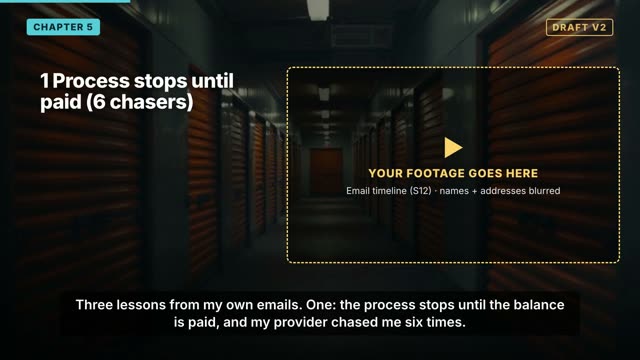 CHAPTER 5
DRAFT V2
1 Process stops until
paid (6 chasers)
YOUR FOOTAGE GOES HERE
Email timeline (S12) · names + addresses blurred
Three lessons from my own emails. One: the process stops until the balance
is paid, and my provider chased me six times.